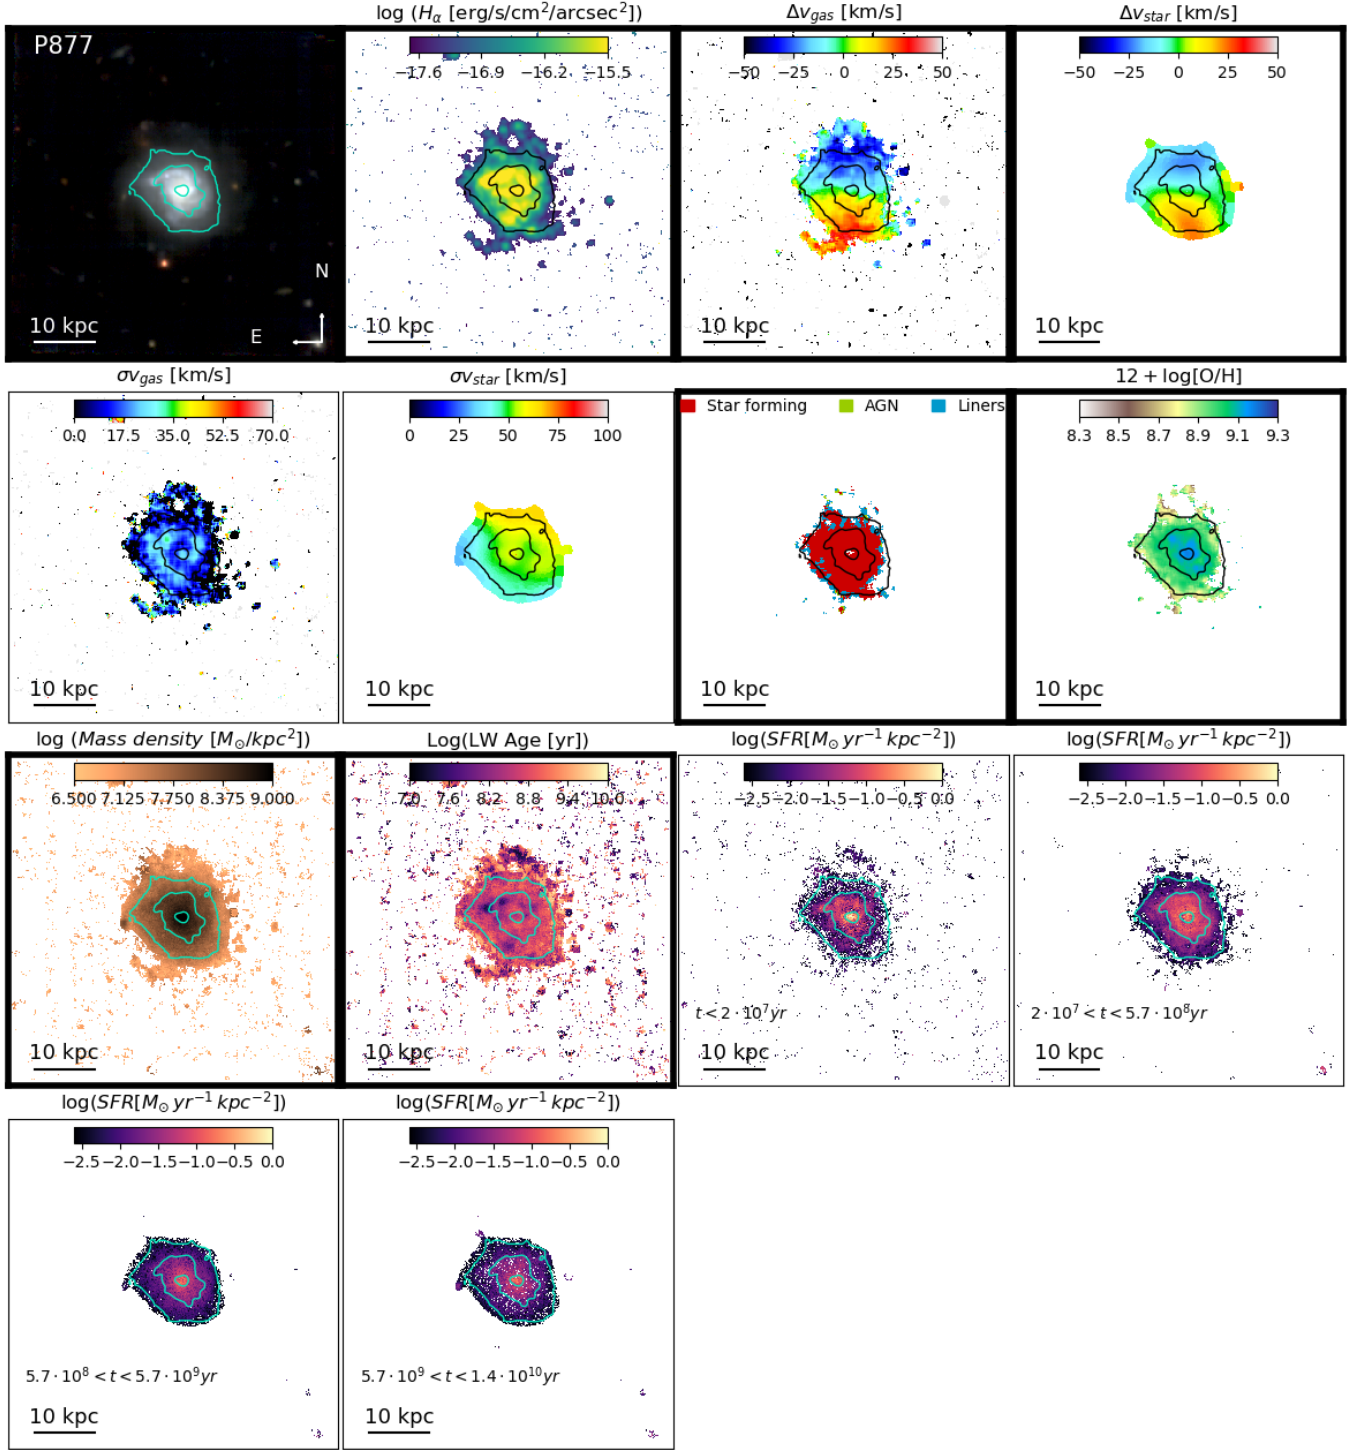 log (Hα [erg/s/cm²/arcsec²])
Δv_gas [km/s]
Δv_star [km/s]
P877
−17.6 −16.9 −16.2 −15.5
−50 −25 0 25 50
−50 −25 0 25 50
N
E
10 kpc
10 kpc
10 kpc
10 kpc
σv_gas [km/s]
σv_star [km/s]
12 + log[O/H]
0.0 17.5 35.0 52.5 70.0
0 25 50 75 100
Star forming AGN Liners
8.3 8.5 8.7 8.9 9.1 9.3
10 kpc
10 kpc
10 kpc
10 kpc
log (Mass density [M⊙/kpc²])
Log(LW Age [yr])
log(SFR[M⊙ yr⁻¹ kpc⁻²])
log(SFR[M⊙ yr⁻¹ kpc⁻²])
6.500 7.125 7.750 8.375 9.000
7.0 7.6 8.2 8.8 9.4 10.0
−2.5 −2.0 −1.5 −1.0 −0.5 0.0
−2.5 −2.0 −1.5 −1.0 −0.5 0.0
t < 2 · 10⁷yr
2 · 10⁷ < t < 5.7 · 10⁸yr
10 kpc
10 kpc
10 kpc
10 kpc
log(SFR[M⊙ yr⁻¹ kpc⁻²])
log(SFR[M⊙ yr⁻¹ kpc⁻²])
−2.5 −2.0 −1.5 −1.0 −0.5 0.0
−2.5 −2.0 −1.5 −1.0 −0.5 0.0
5.7 · 10⁸ < t < 5.7 · 10⁹yr
5.7 · 10⁹ < t < 1.4 · 10¹⁰yr
10 kpc
10 kpc